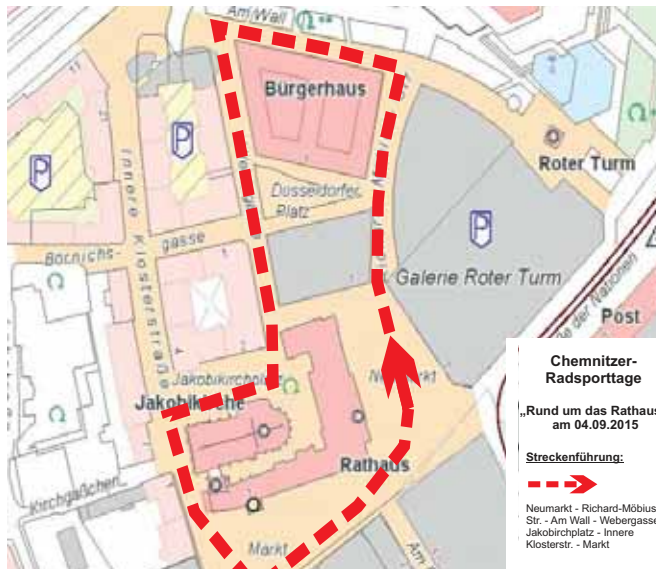 Am Wall
Bürgerhaus
Roter Turm
Düsseldorfer
Platz
Innere Klosterstraße
gasse
Galerie Roter Turm
Post
Jakobikirchplatz
Jakobikirche
Rathaus
Kirchgäßchen
Markt
Am
Chemnitzer-
Radsporttage
„Rund um das Rathaus
am 04.09.2015
Streckenführung:
Neumarkt - Richard-Möbius
Str. - Am Wall - Webergasse
Jakobirchplatz - Innere
Klosterstr. - Markt